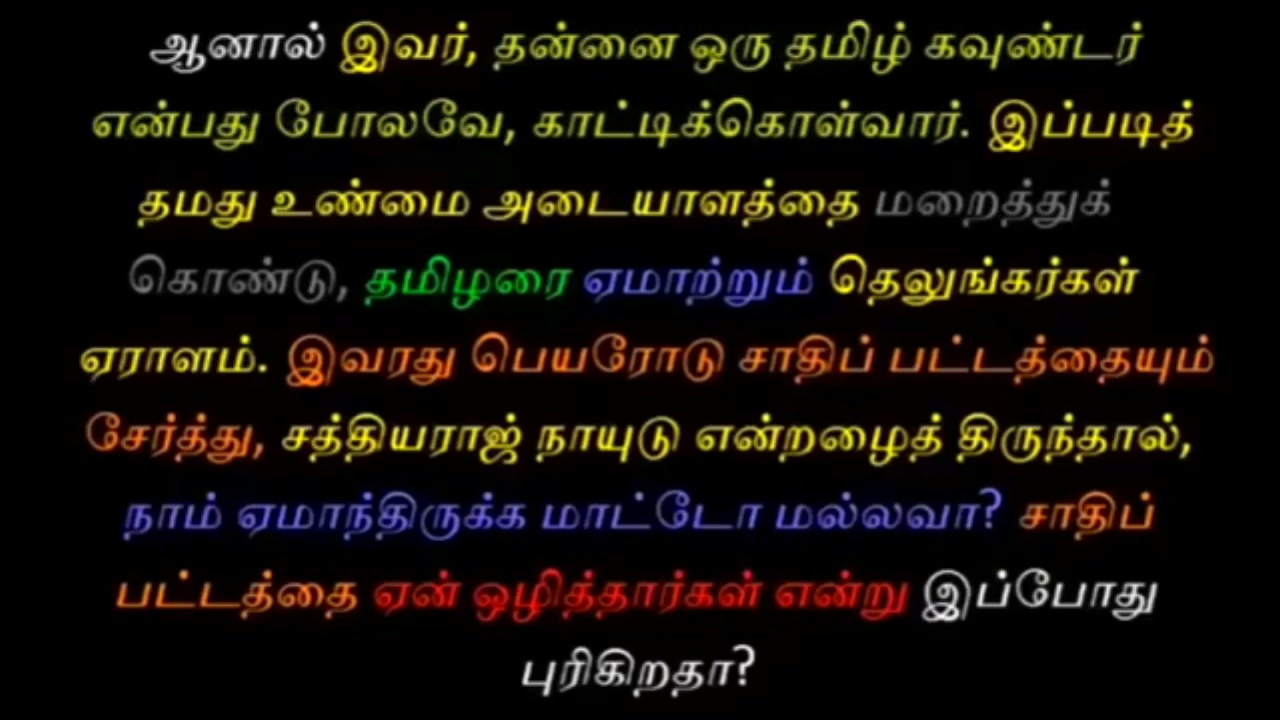 ஆனால் இவர், தன்னை ஒரு தமிழ் கவுண்டர்
என்பது போலவே, காட்டிக்கொள்வார். இப்படித்
தமது உண்மை அடையாளத்தை மறைத்துக்
கொண்டு, தமிழரை ஏமாற்றும் தெலுங்கர்கள்
ஏராளம். இவரது பெயரோடு சாதிப் பட்டத்தையும்
சேர்த்து, சத்தியராஜ் நாயுடு என்றழைத் திருந்தால்,
நாம் ஏமாந்திருக்க மாட்டோ மல்லவா? சாதிப்
பட்டத்தை ஏன் ஒழித்தார்கள் என்று இப்போது
புரிகிறதா?